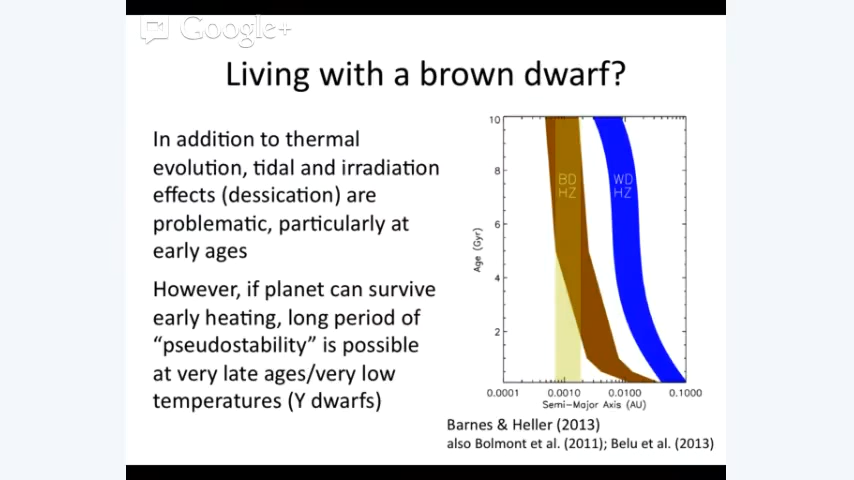 Google+
Living with a brown dwarf?
In addition to thermal
evolution, tidal and irradiation
effects (dessication) are
problematic, particularly at
early ages
However, if planet can survive
early heating, long period of
“pseudostability” is possible
at very late ages/very low
temperatures (Y dwarfs)
10
8
6
4
2
Age (Gyr)
BD
HZ
WD
HZ
0.0001
0.0010
0.0100
0.1000
Semi-Major Axis (AU)
Barnes & Heller (2013)
also Bolmont et al. (2011); Belu et al. (2013)